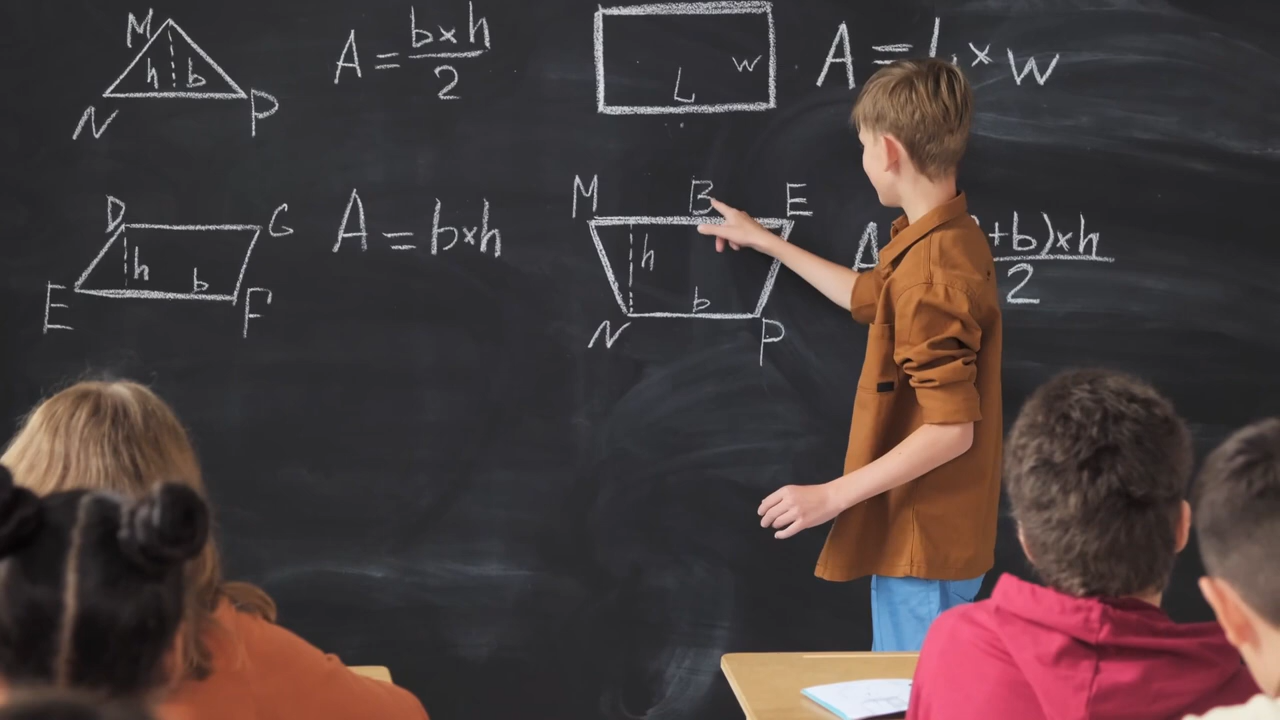 M
h b
N P
A = b×h
2
L w
A = L × w
D G
h b
E F
A = b×h
M B E
h b
N P
A +b)×h
2